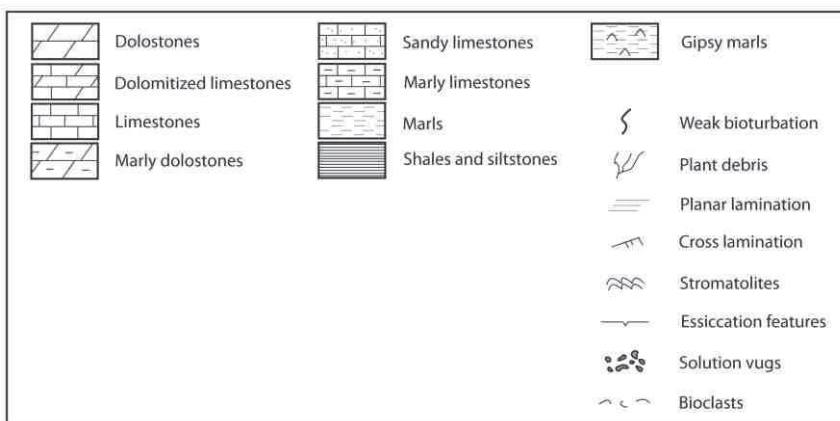 Dolostones
Dolomitized limestones
Limestones
Marly dolostones
Sandy limestones
Marly limestones
Marls
Shales and siltstones
Gipsy marls
Weak bioturbation
Plant debris
Planar lamination
Cross lamination
Stromatolites
Essiccation features
Solution vugs
Bioclasts